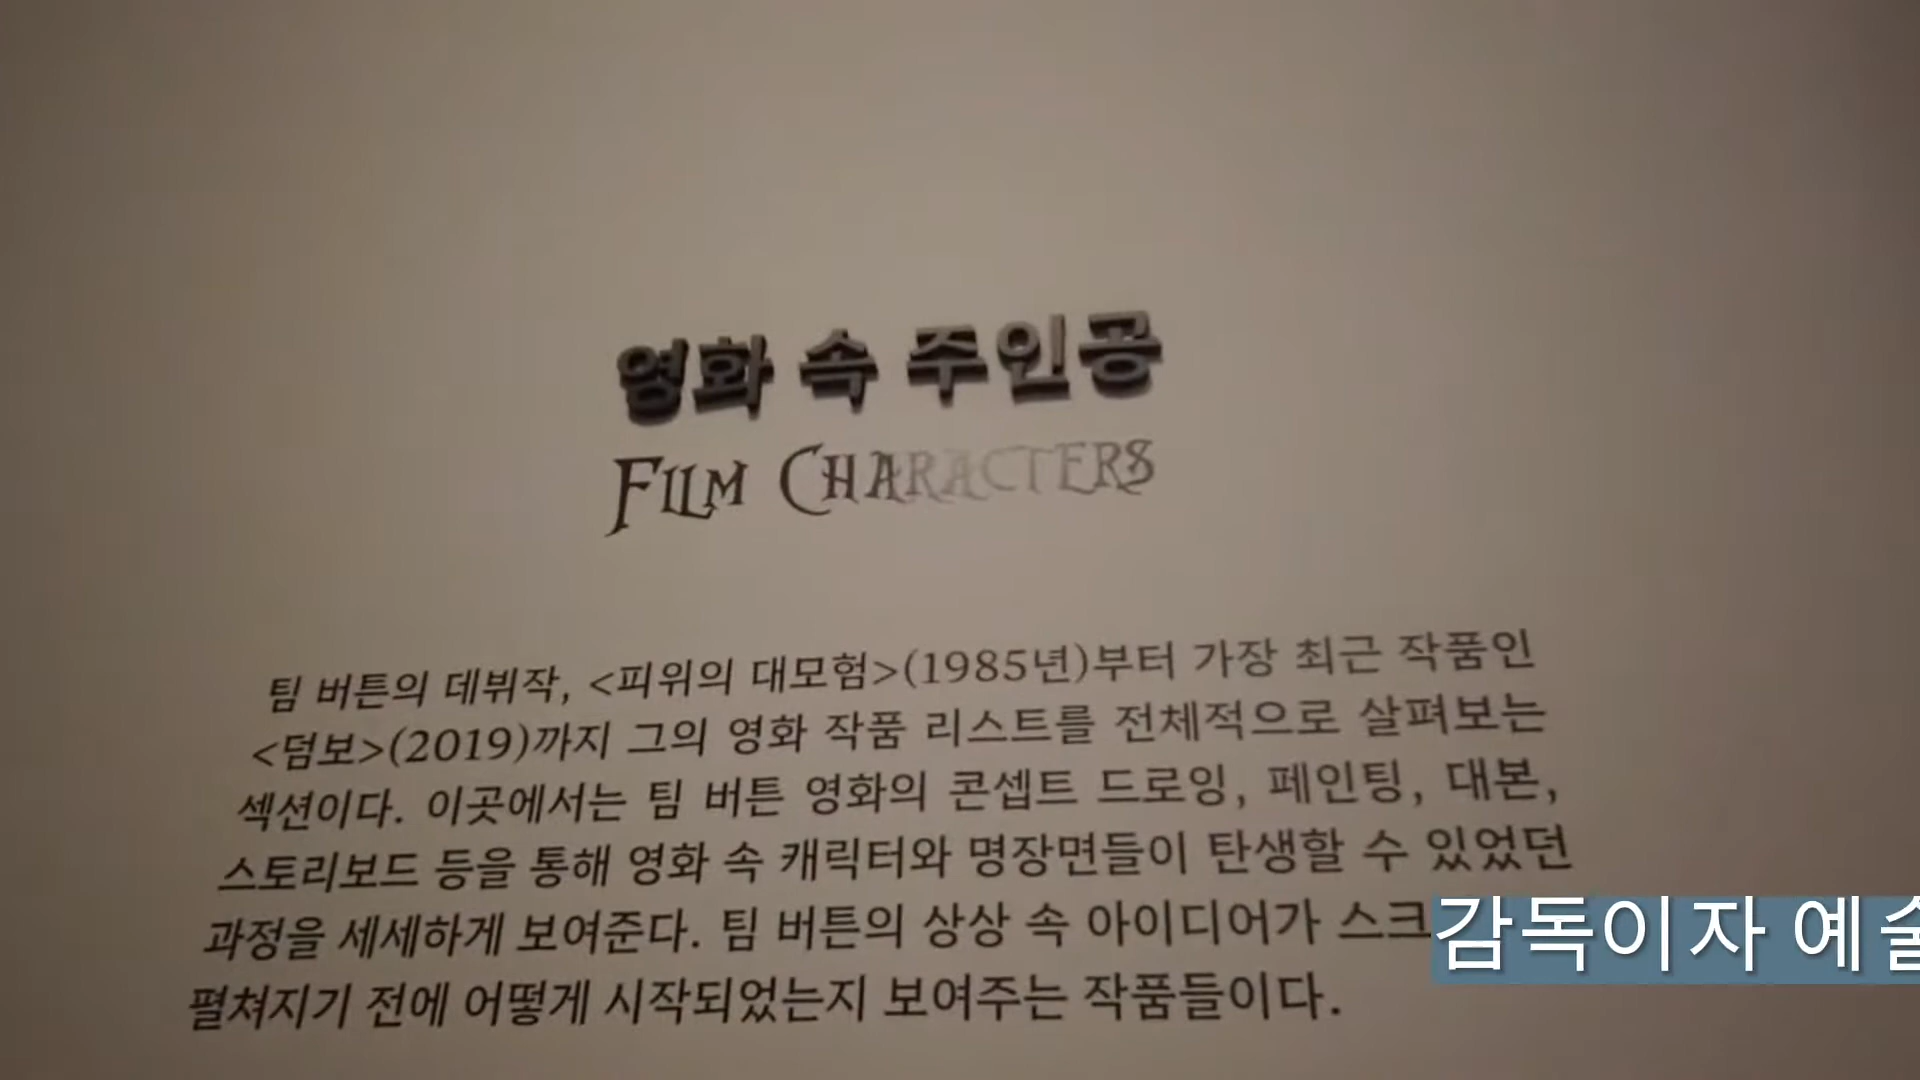 영화 속 주인공
FILM CHARACTERS
팀 버튼의 데뷔작, <피위의 대모험>(1985년)부터 가장 최근 작품인
<덤보>(2019)까지 그의 영화 작품 리스트를 전체적으로 살펴보는
섹션이다. 이곳에서는 팀 버튼 영화의 콘셉트 드로잉, 페인팅, 대본,
스토리보드 등을 통해 영화 속 캐릭터와 명장면들이 탄생할 수 있었던
과정을 세세하게 보여준다. 팀 버튼의 상상 속 아이디어가
펼쳐지기 전에 어떻게 시작되었는지 보여주는 작품들이다.
감독이자